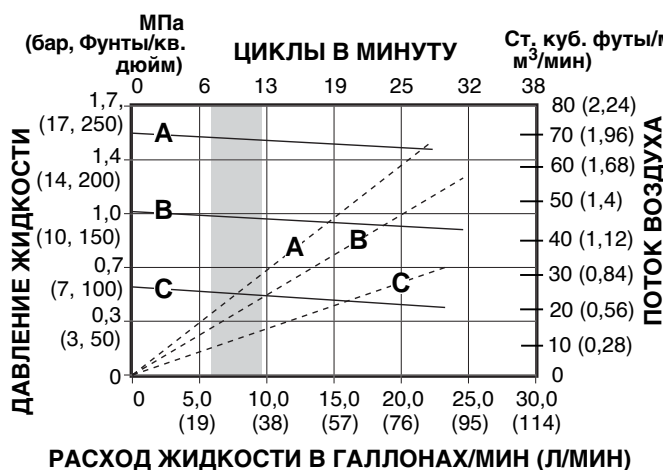 МПа
(бар, Фунты/кв.
дюйм)
ЦИКЛЫ В МИНУТУ
Ст. куб. футы/м
м³/мин)
0 6 13 19 25 32 38
ДАВЛЕНИЕ ЖИДКОСТИ
1,7,
(17, 250)
1,4
(14, 200)
1,0
(10, 150)
0,7
(7, 100)
0,3
(3, 50)
0
A
B
C
A
B
C
80 (2,24)
70 (1,96)
60 (1,68)
50 (1,4)
40 (1,12)
30 (0,84)
20 (0,56)
10 (0,28)
0
ПОТОК ВОЗДУХА
0 5,0 10,0 15,0 20,0 25,0 30,0
(19) (38) (57) (76) (95) (114)
РАСХОД ЖИДКОСТИ В ГАЛЛОНАХ/МИН (Л/МИН)